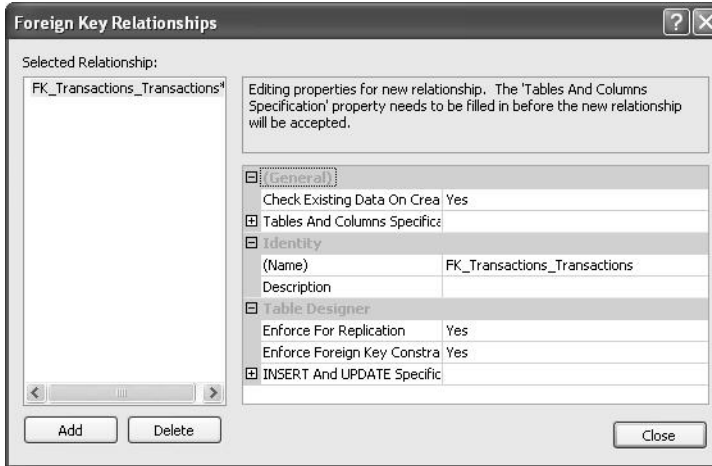 Foreign Key Relationships
Selected Relationship:
FK_Transactions_Transactions*
Editing properties for new relationship. The 'Tables And Columns
Specification' property needs to be filled in before the new relationship
will be accepted.
(General)
Check Existing Data On Crea Yes
Tables And Columns Specifica
Identity
(Name) FK_Transactions_Transactions
Description
Table Designer
Enforce For Replication Yes
Enforce Foreign Key Constra Yes
INSERT And UPDATE Specific
Add Delete
Close